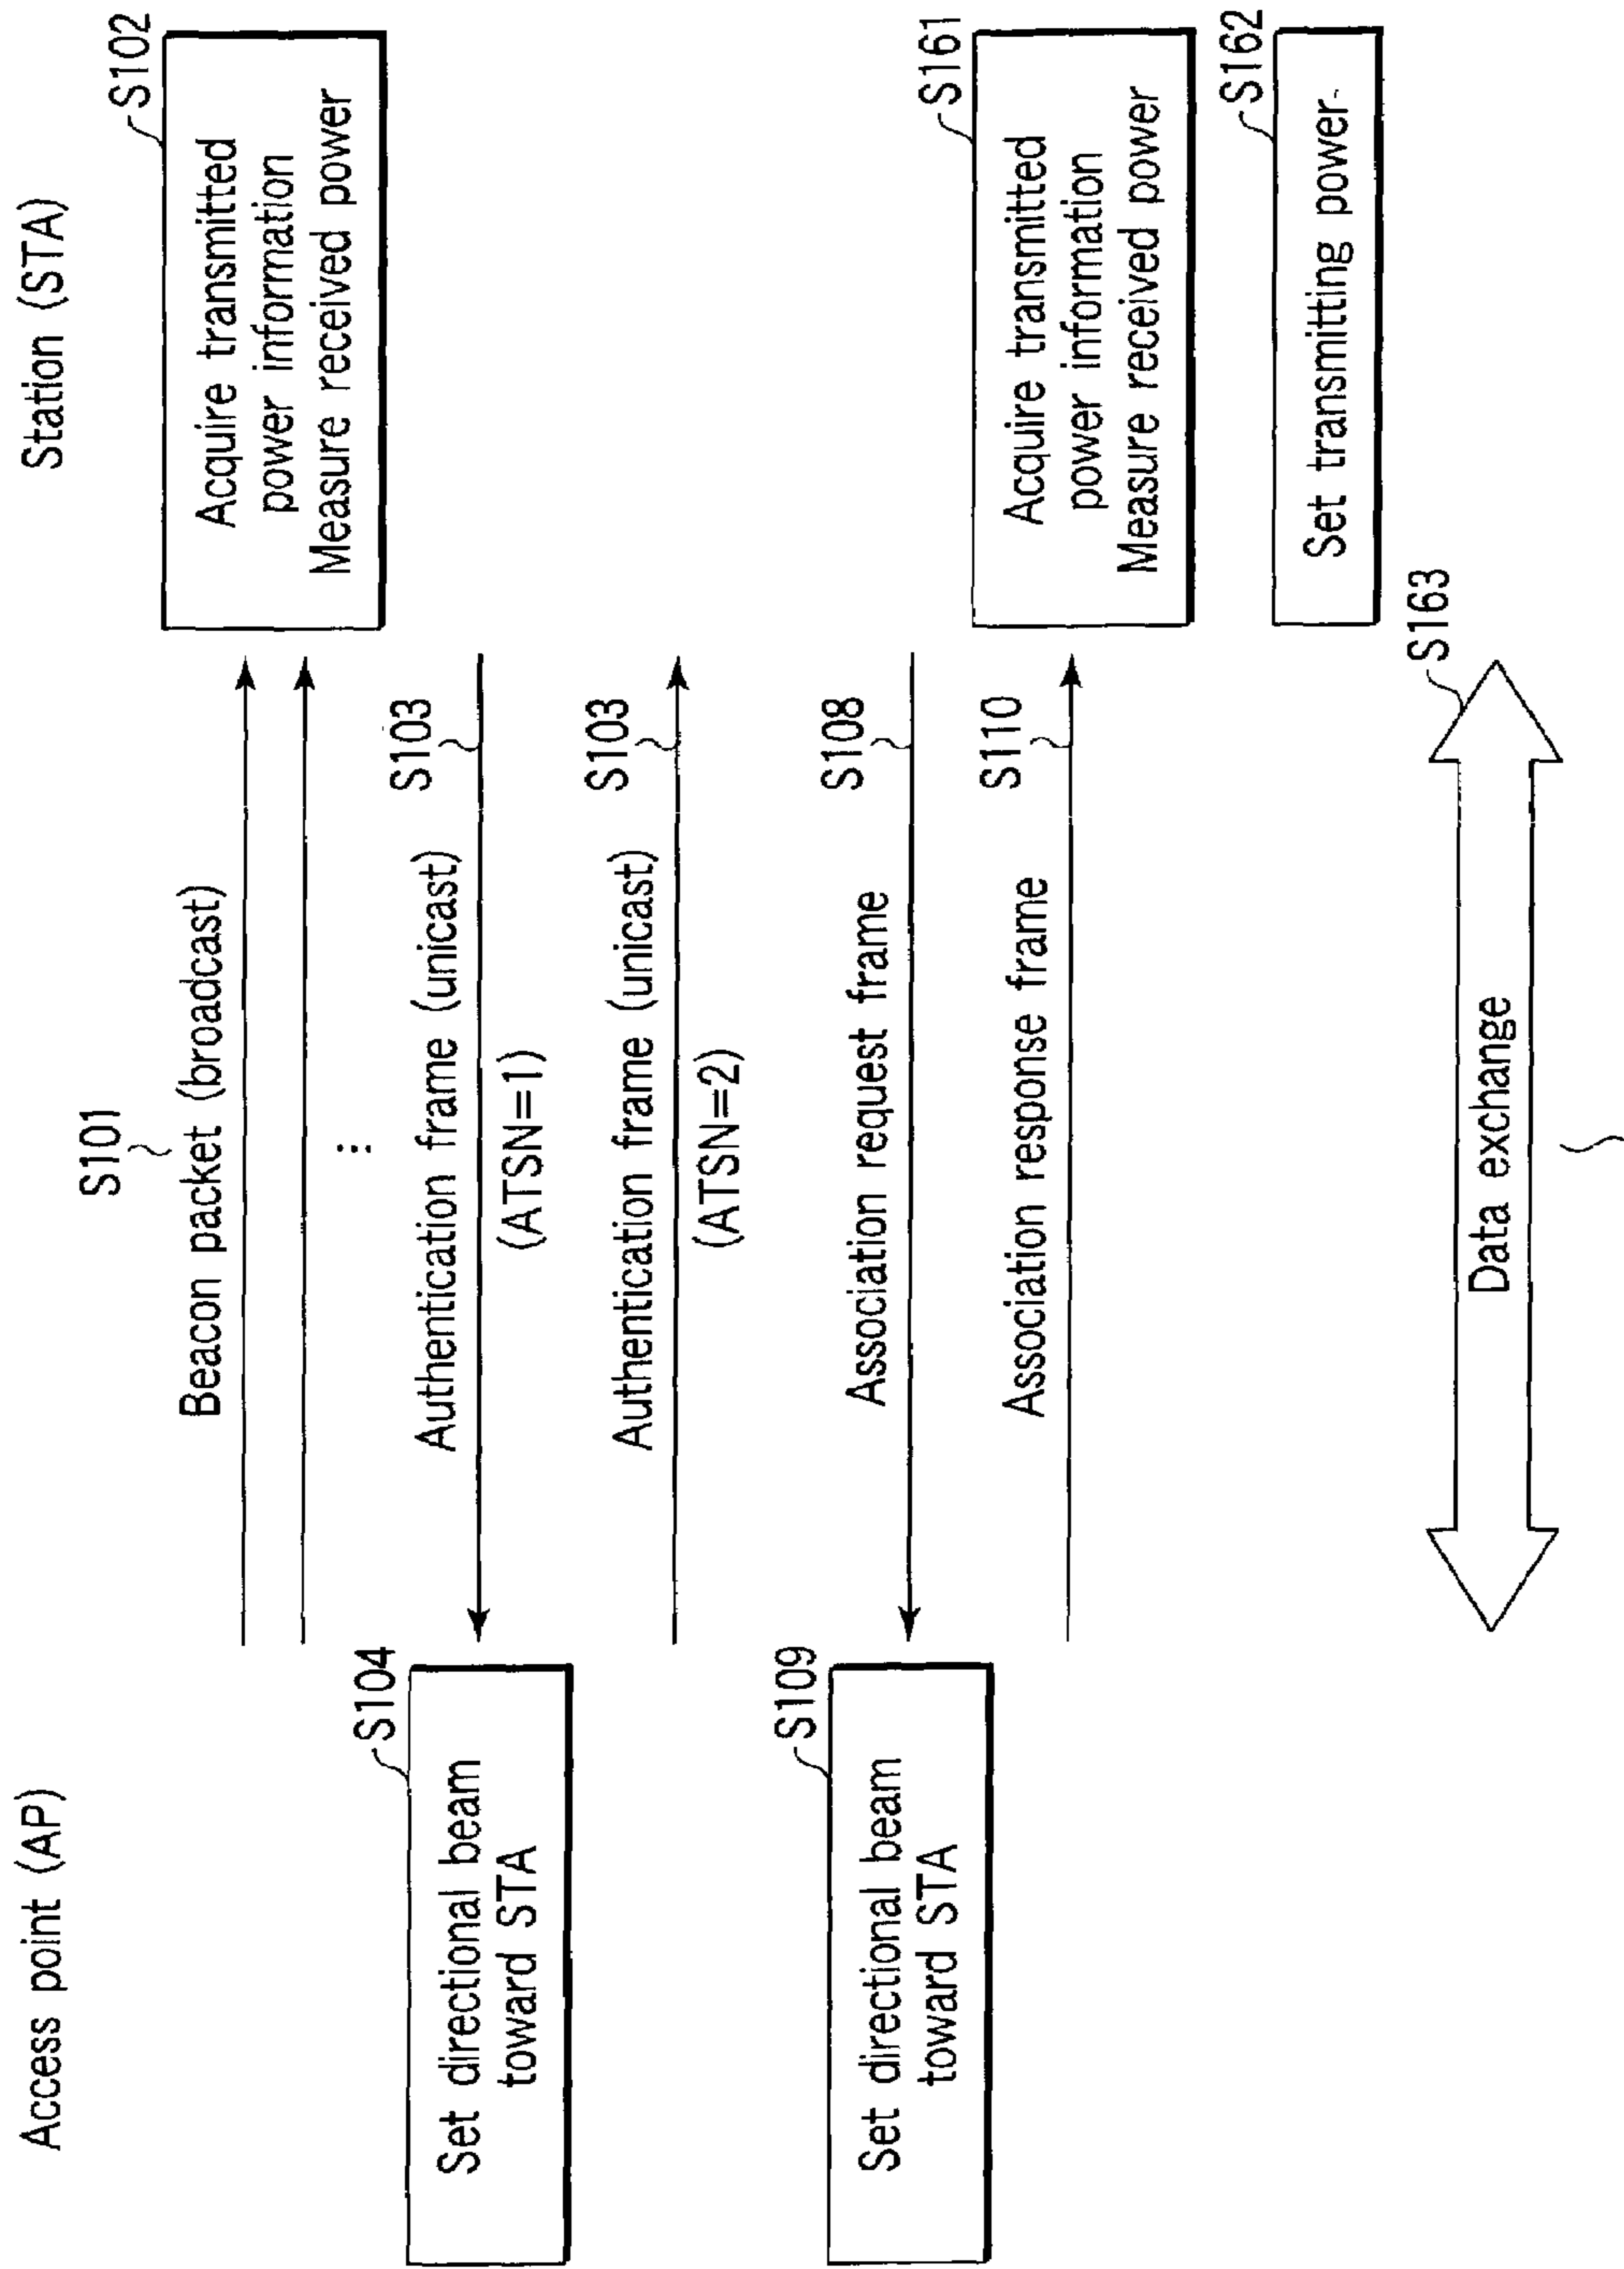 Access point (AP)
Station (STA)
S101
Beacon packet (broadcast)
S102
Acquire transmitted
power information
Measure received power
S103
Authentication frame (unicast)
(ATSN=1)
S104
Set directional beam
toward STA
S103
Authentication frame (unicast)
(ATSN=2)
S108
Association request frame
S109
Set directional beam
toward STA
S110
Association response frame
S161
Acquire transmitted
power information
Measure received power
S162
Set transmitting power
S163
Data exchange